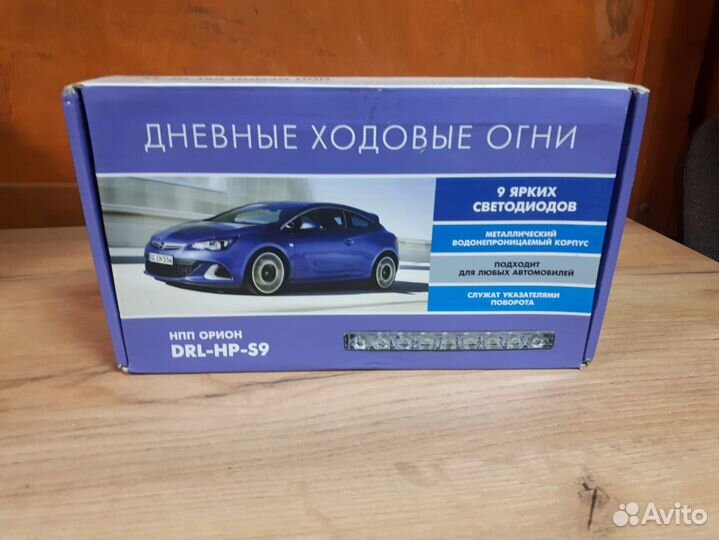 ДНЕВНЫЕ ХОДОВЫЕ ОГНИ
9 ЯРКИХ
СВЕТОДИОДОВ
МЕТАЛЛИЧЕСКИЙ
ВОДОНЕПРОНИЦАЕМЫЙ КОРПУС
ПОДХОДИТ
ДЛЯ ЛЮБЫХ АВТОМОБИЛЕЙ
СЛУЖАТ УКАЗАТЕЛЯМИ
ПОВОРОТА
НПП ОРИОН
DRL-HP-S9
Avito